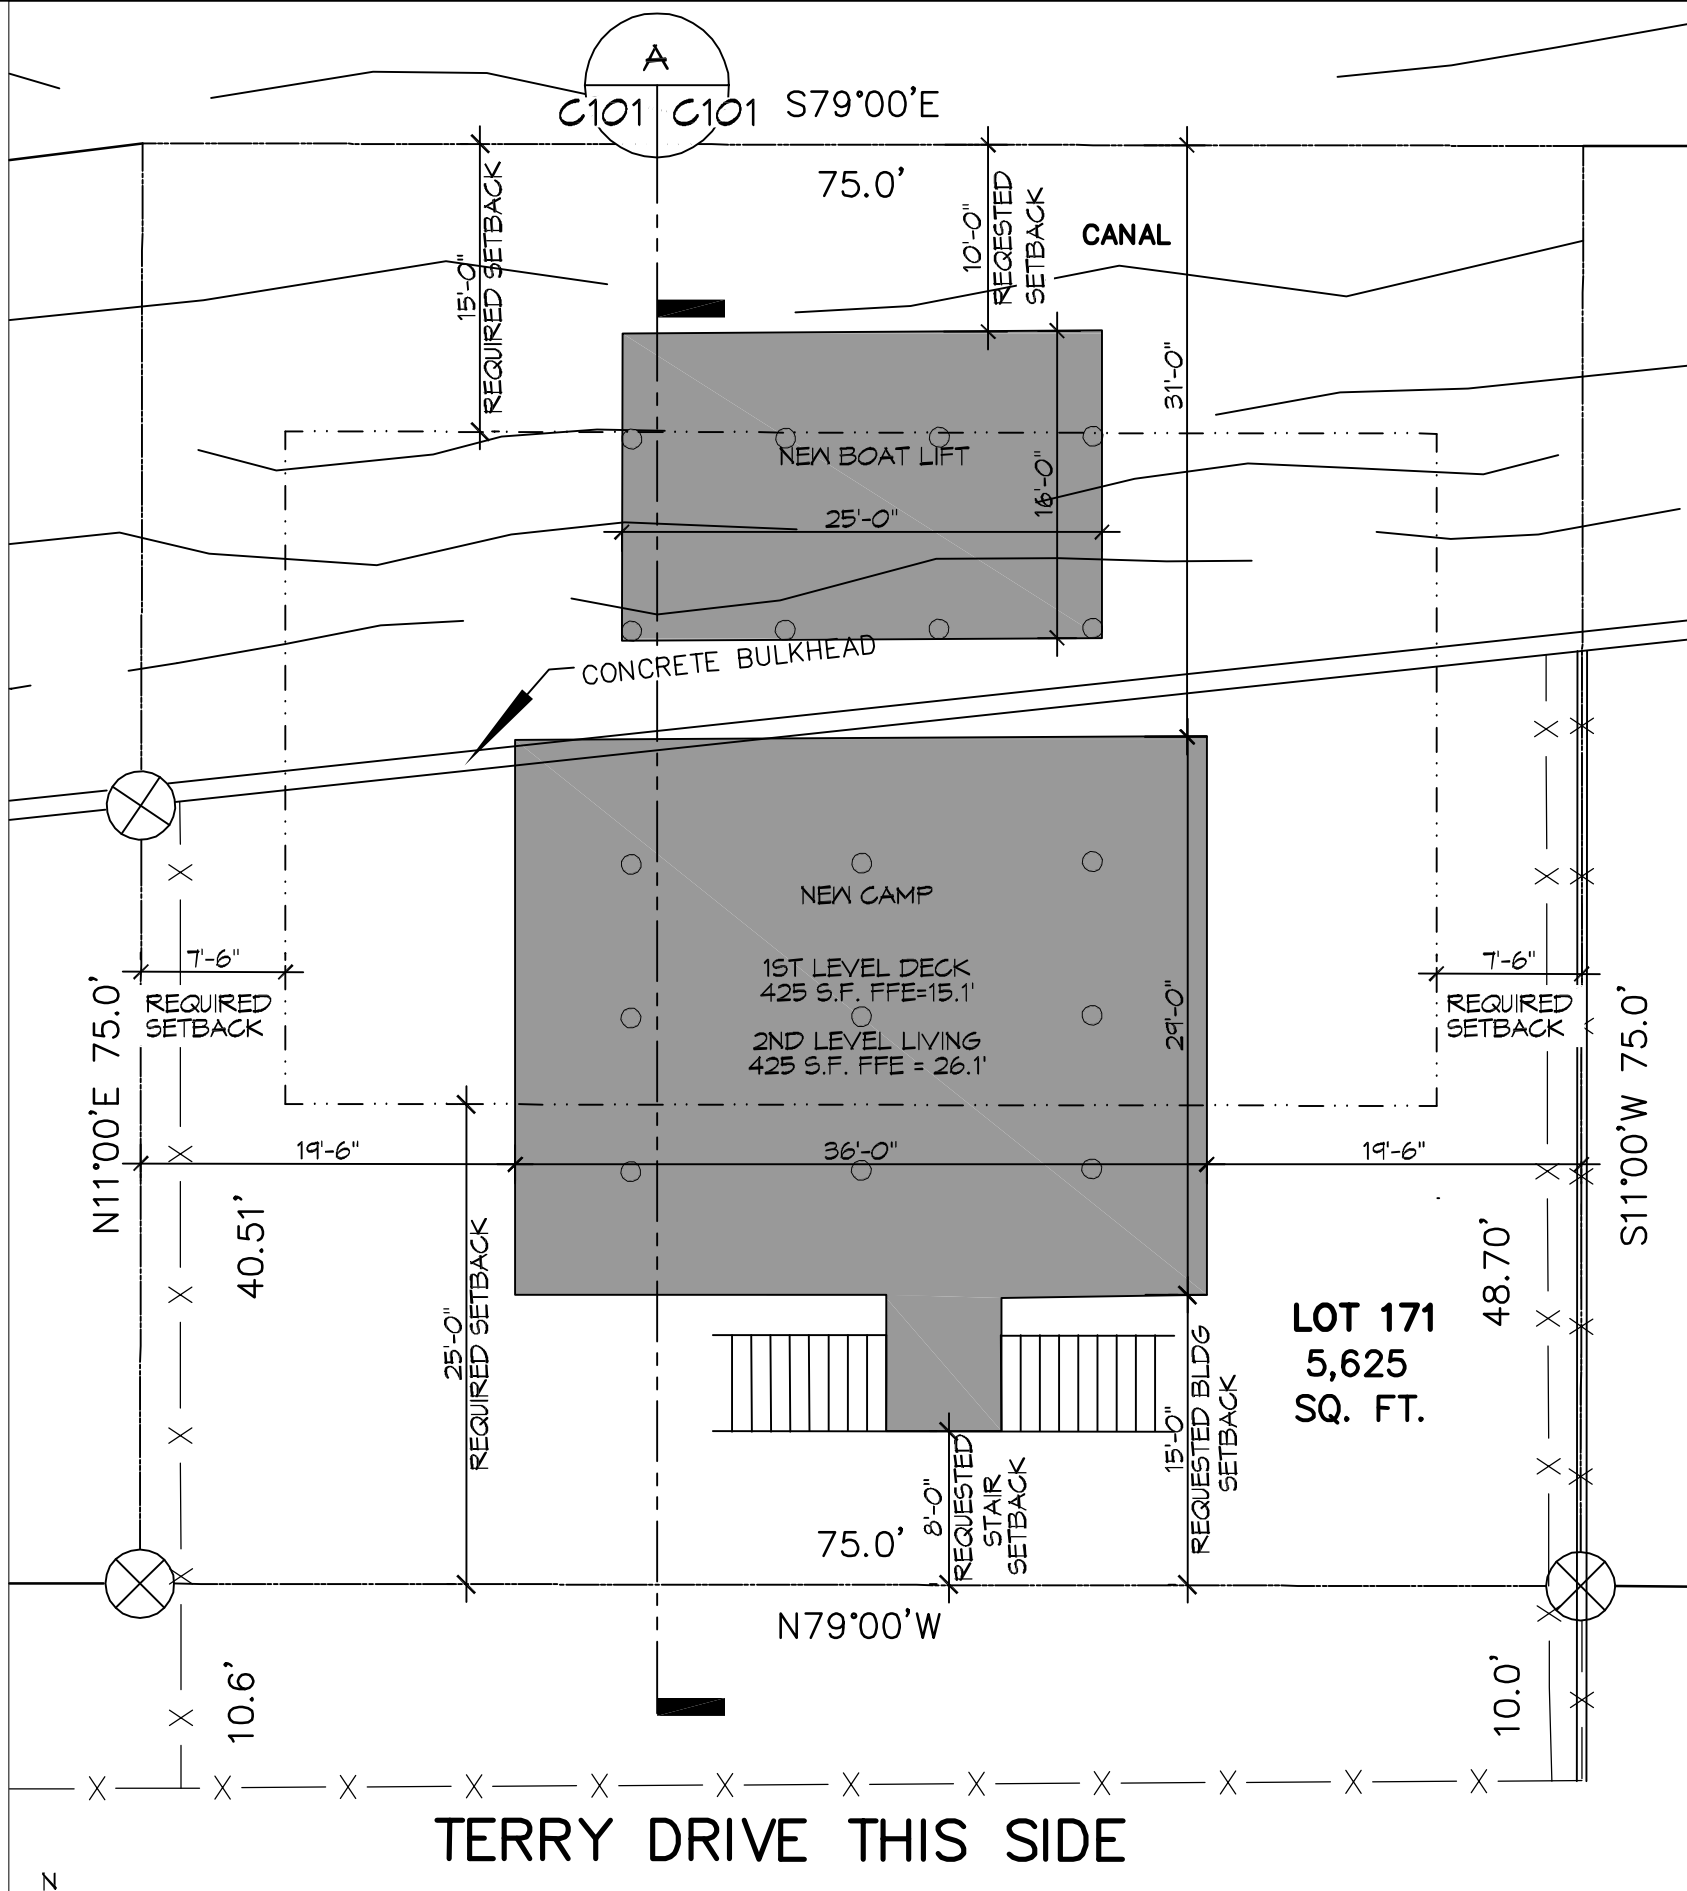 A
C101 C101
S79°00'E
75.0'
15'-0"
REQUIRED SETBACK
10'-0"
REQESTED
SETBACK
CANAL
31'-0"
NEW BOAT LIFT
16'-0"
25'-0"
CONCRETE BULKHEAD
NEW CAMP
1ST LEVEL DECK
425 S.F. FFE=15.1'
2ND LEVEL LIVING
425 S.F. FFE = 26.1'
29'-0"
7'-6"
REQUIRED
SETBACK
7'-6"
REQUIRED
SETBACK
N11°00'E 75.0'
S11°00'W 75.0'
19'-6"
36'-0"
19'-6"
40.51'
48.70'
25'-0"
REQUIRED SETBACK
LOT 171
5,625
SQ. FT.
15'-0"
REQUESTED BLDG
SETBACK
8'-0"
REQUESTED
STAIR
SETBACK
75.0'
N79°00'W
10.6'
10.0'
TERRY DRIVE THIS SIDE
N